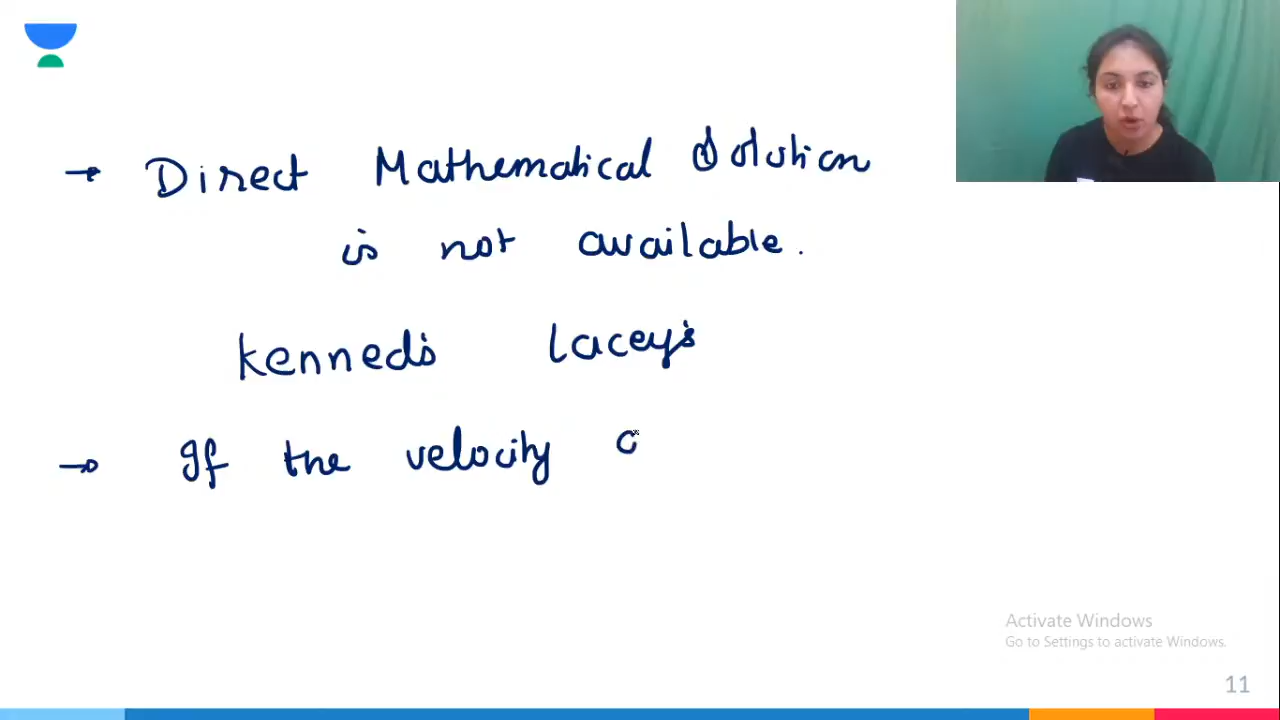 → Direct Mathematical Solution
is not available.
Kenned's Lacey's
→ If the velocity o
Activate Windows
Go to Settings to activate Windows.
11